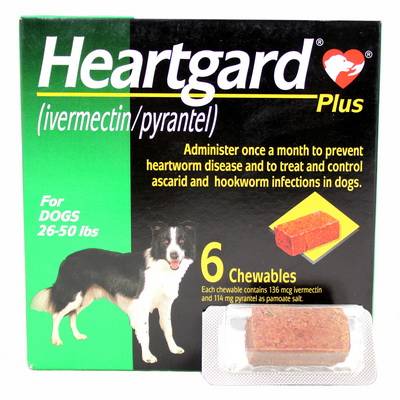 Heartgard®
Plus
(ivermectin/pyrantel)
Administer once a month to prevent
heartworm disease and to treat and control
ascarid and hookworm infections in dogs.
For
DOGS
26-50 lbs
6 Chewables
Each chewable contains 136 mcg ivermectin
and 114 mg pyrantel as pamoate salt.